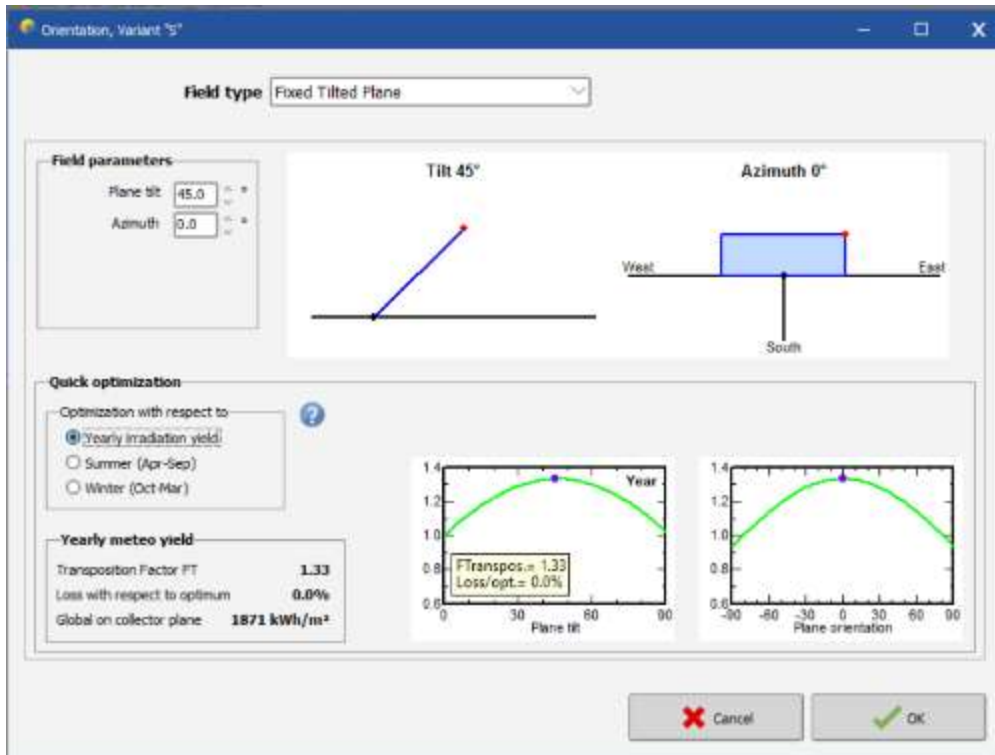 Orientation, Variant "S"
Field type Fixed Tilted Plane
Field parameters
Plane tilt 45.0 °
Azimuth 0.0 °
Tilt 45°
Azimuth 0°
West
East
South
Quick optimization
Optimization with respect to
Yearly irradiation yield
Summer (Apr-Sep)
Winter (Oct-Mar)
Yearly meteo yield
Transposition Factor FT 1.33
Loss with respect to optimum 0.0%
Global on collector plane 1871 kWh/m²
1.4
1.2
1.0
0.8
0.6
Year
FTranspos.= 1.33
Loss/opt.= 0.0%
0 30 60 90
Plane tilt
1.4
1.2
1.0
0.8
0.6
-90 -60 -30 0 30 60 90
Plane orientation
Cancel
OK